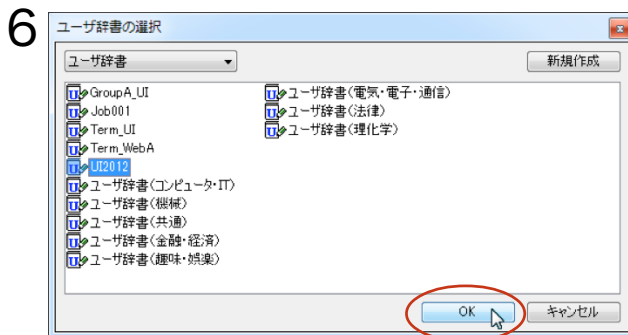 6
ユーザ辞書の選択
ユーザ辞書
新規作成
GroupA_UI
Job001
Term_UI
Term_WebA
UI2012
ユーザ辞書(コンピュータ・IT)
ユーザ辞書(機械)
ユーザ辞書(共通)
ユーザ辞書(金融・経済)
ユーザ辞書(趣味・娯楽)
ユーザ辞書(電気・電子・通信)
ユーザ辞書(法律)
ユーザ辞書(理化学)
OK
キャンセル